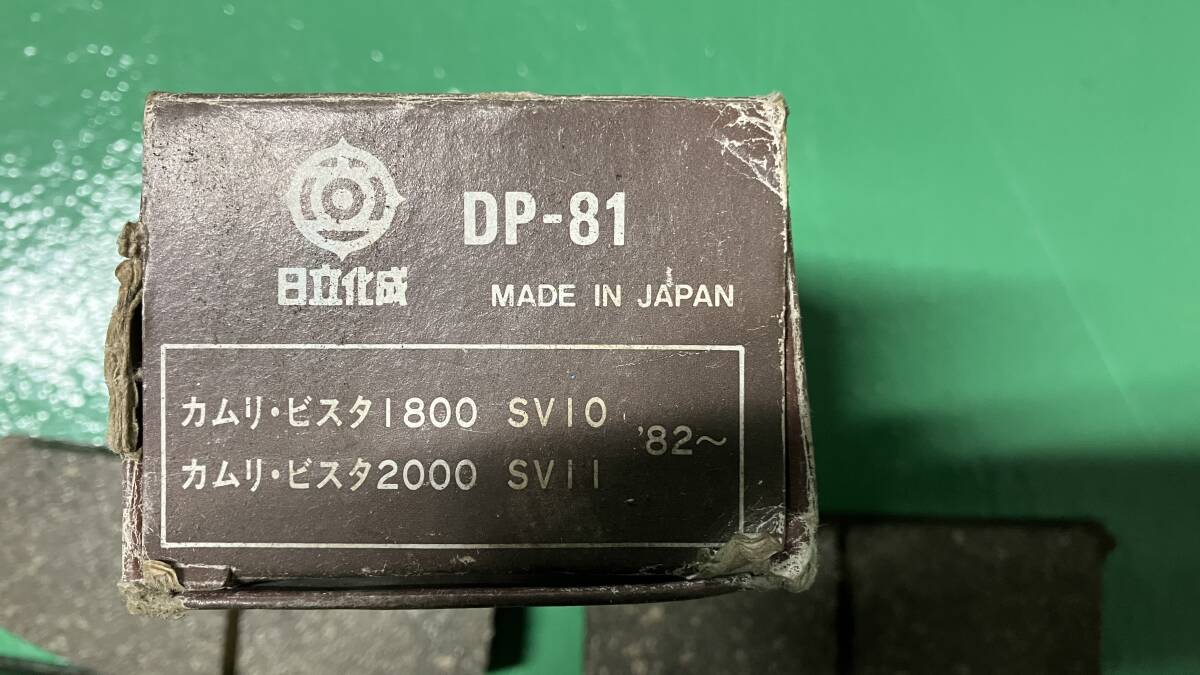 DP-81
日立化成
MADE IN JAPAN
カムリ・ビスタ1800 SV10
'82～
カムリ・ビスタ2000 SV11